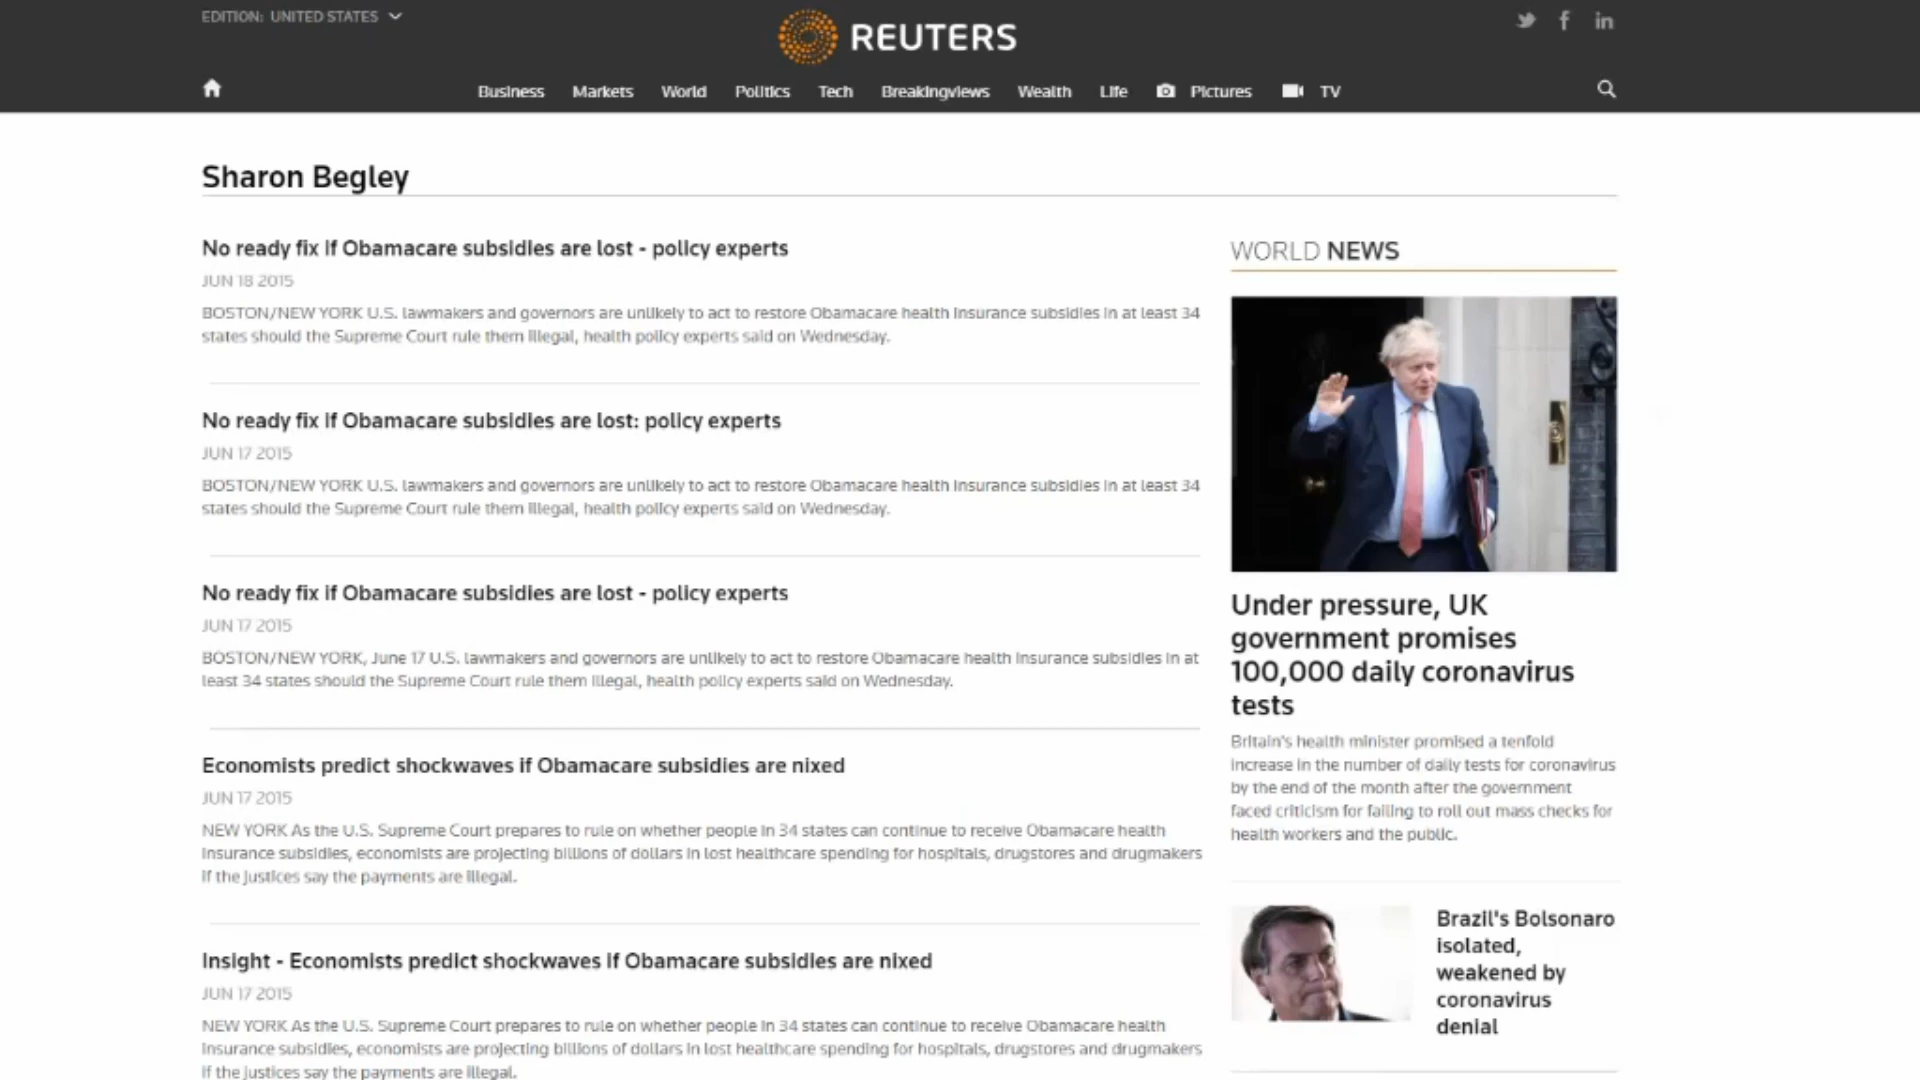 EDITION: UNITED STATES
REUTERS
Business Markets World Politics Tech Breakingviews Wealth Life Pictures TV
Sharon Begley
No ready fix if Obamacare subsidies are lost - policy experts
JUN 18 2015
BOSTON/NEW YORK U.S. lawmakers and governors are unlikely to act to restore Obamacare health insurance subsidies in at least 34
states should the Supreme Court rule them illegal, health policy experts said on Wednesday.
No ready fix if Obamacare subsidies are lost: policy experts
JUN 17 2015
BOSTON/NEW YORK U.S. lawmakers and governors are unlikely to act to restore Obamacare health insurance subsidies in at least 34
states should the Supreme Court rule them illegal, health policy experts said on Wednesday.
No ready fix if Obamacare subsidies are lost - policy experts
JUN 17 2015
BOSTON/NEW YORK, June 17 U.S. lawmakers and governors are unlikely to act to restore Obamacare health insurance subsidies in at
least 34 states should the Supreme Court rule them illegal, health policy experts said on Wednesday.
Economists predict shockwaves if Obamacare subsidies are nixed
JUN 17 2015
NEW YORK As the U.S. Supreme Court prepares to rule on whether people in 34 states can continue to receive Obamacare health
insurance subsidies, economists are projecting billions of dollars in lost healthcare spending for hospitals, drugstores and drugmakers
if the justices say the payments are illegal.
Insight - Economists predict shockwaves if Obamacare subsidies are nixed
JUN 17 2015
NEW YORK As the U.S. Supreme Court prepares to rule on whether people in 34 states can continue to receive Obamacare health
insurance subsidies, economists are projecting billions of dollars in lost healthcare spending for hospitals, drugstores and drugmakers
if the justices say the payments are illegal.
WORLD NEWS
Under pressure, UK
government promises
100,000 daily coronavirus
tests
Britain's health minister promised a tenfold
increase in the number of daily tests for coronavirus
by the end of the month after the government
faced criticism for failing to roll out mass checks for
health workers and the public.
Brazil's Bolsonaro
isolated,
weakened by
coronavirus
denial